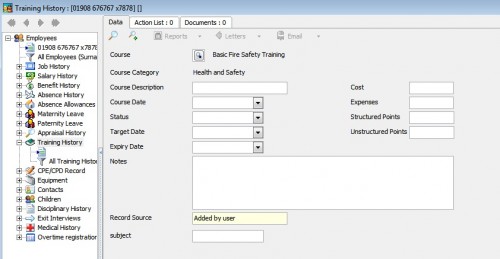 Training History : [01908 676767 x7878] []
Employees
01908 676767 x7878
All Employees (Surna
Job History
Salary History
Benefit History
Absence History
Absence Allowances
Maternity Leave
Paternity Leave
Appraisal History
Training History
All Training Histor
CPE/CPD Record
Equipment
Contacts
Children
Disciplinary History
Exit Interviews
Medical History
Overtime registration
Data Action List : 0 Documents : 0
Reports Letters Email
Course Basic Fire Safety Training
Course Category Health and Safety
Course Description Cost
Course Date Expenses
Status Structured Points
Target Date Unstructured Points
Expiry Date
Notes
Record Source Added by user
subject